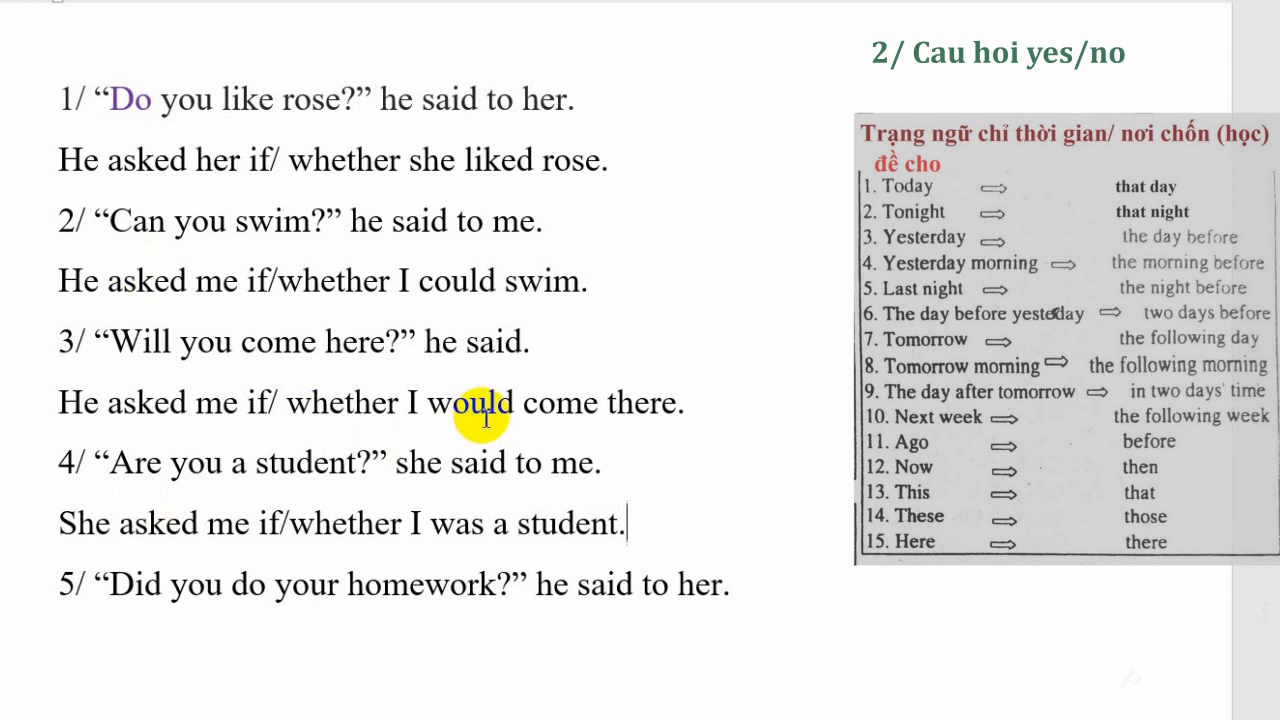 2/ Cau hoi yes/no
1/ “Do you like rose?” he said to her.
He asked her if/ whether she liked rose.
2/ “Can you swim?” he said to me.
He asked me if/whether I could swim.
3/ “Will you come here?” he said.
He asked me if/ whether I would come there.
4/ “Are you a student?” she said to me.
She asked me if/whether I was a student.
5/ “Did you do your homework?” he said to her.
Trạng ngữ chỉ thời gian/ nơi chốn (học)
đề cho
1. Today ⇨ that day
2. Tonight ⇨ that night
3. Yesterday ⇨ the day before
4. Yesterday morning ⇨ the morning before
5. Last night ⇨ the night before
6. The day before yesterday ⇨ two days before
7. Tomorrow ⇨ the following day
8. Tomorrow morning ⇨ the following morning
9. The day after tomorrow ⇨ in two days' time
10. Next week ⇨ the following week
11. Ago ⇨ before
12. Now ⇨ then
13. This ⇨ that
14. These ⇨ those
15. Here ⇨ there